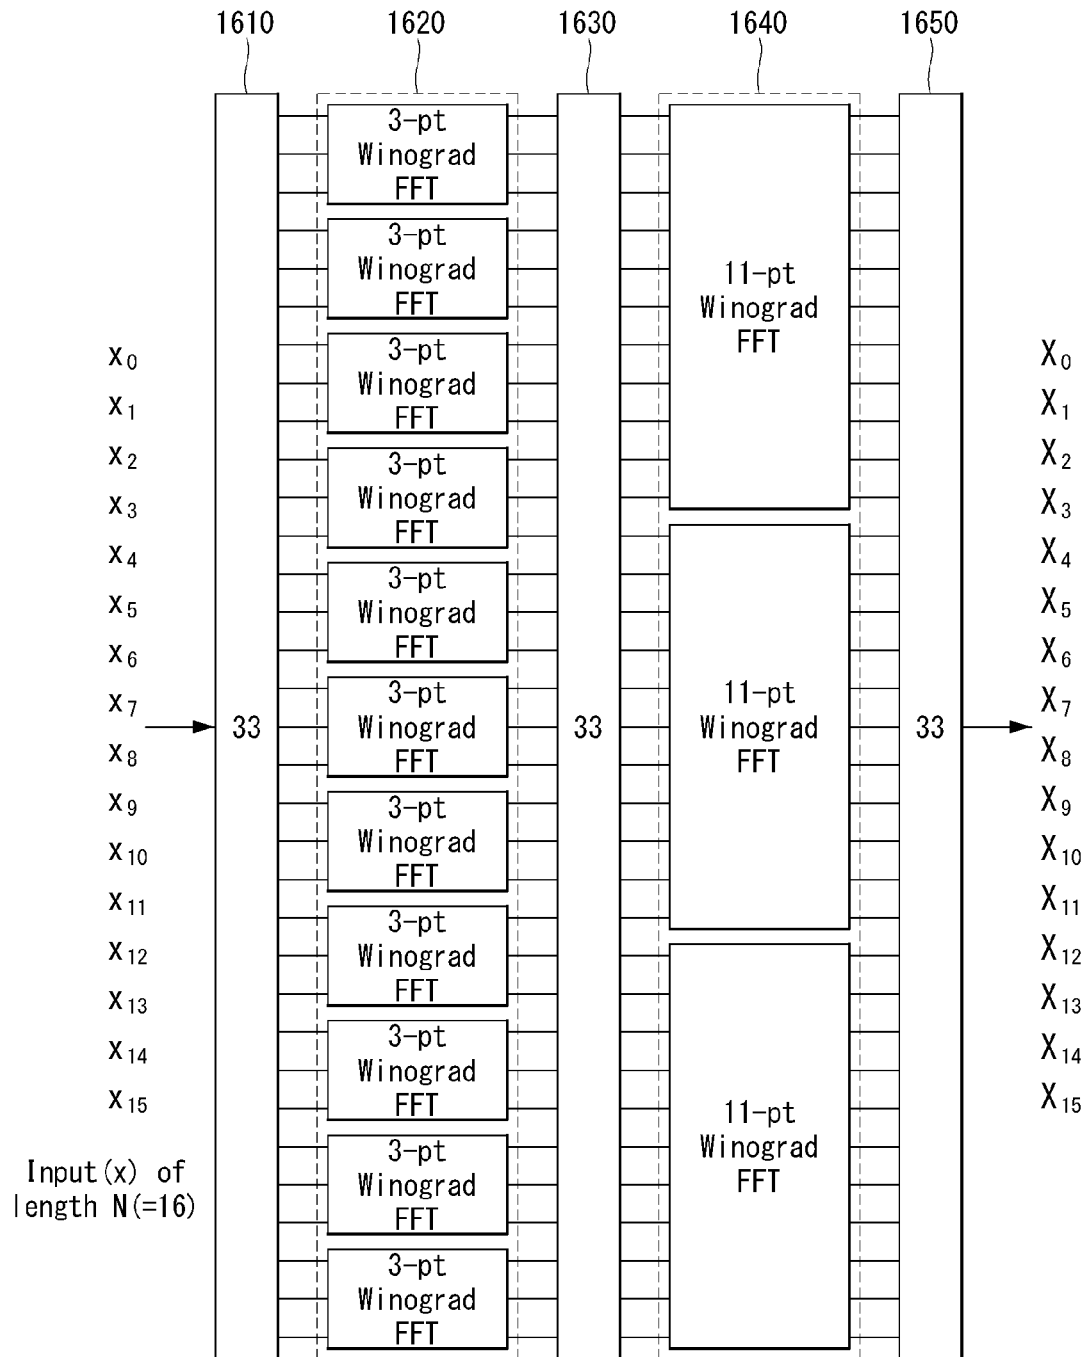 1610 1620 1630 1640 1650
3-pt
Winograd
FFT
3-pt
Winograd
FFT
3-pt
Winograd
FFT
3-pt
Winograd
FFT
3-pt
Winograd
FFT
3-pt
Winograd
FFT
3-pt
Winograd
FFT
3-pt
Winograd
FFT
3-pt
Winograd
FFT
3-pt
Winograd
FFT
3-pt
Winograd
FFT
11-pt
Winograd
FFT
11-pt
Winograd
FFT
11-pt
Winograd
FFT
x0
x1
x2
x3
x4
x5
x6
x7
x8
x9
x10
x11
x12
x13
x14
x15
Input(x) of
length N(=16)
33 33 33
X0
X1
X2
X3
X4
X5
X6
X7
X8
X9
X10
X11
X12
X13
X14
X15